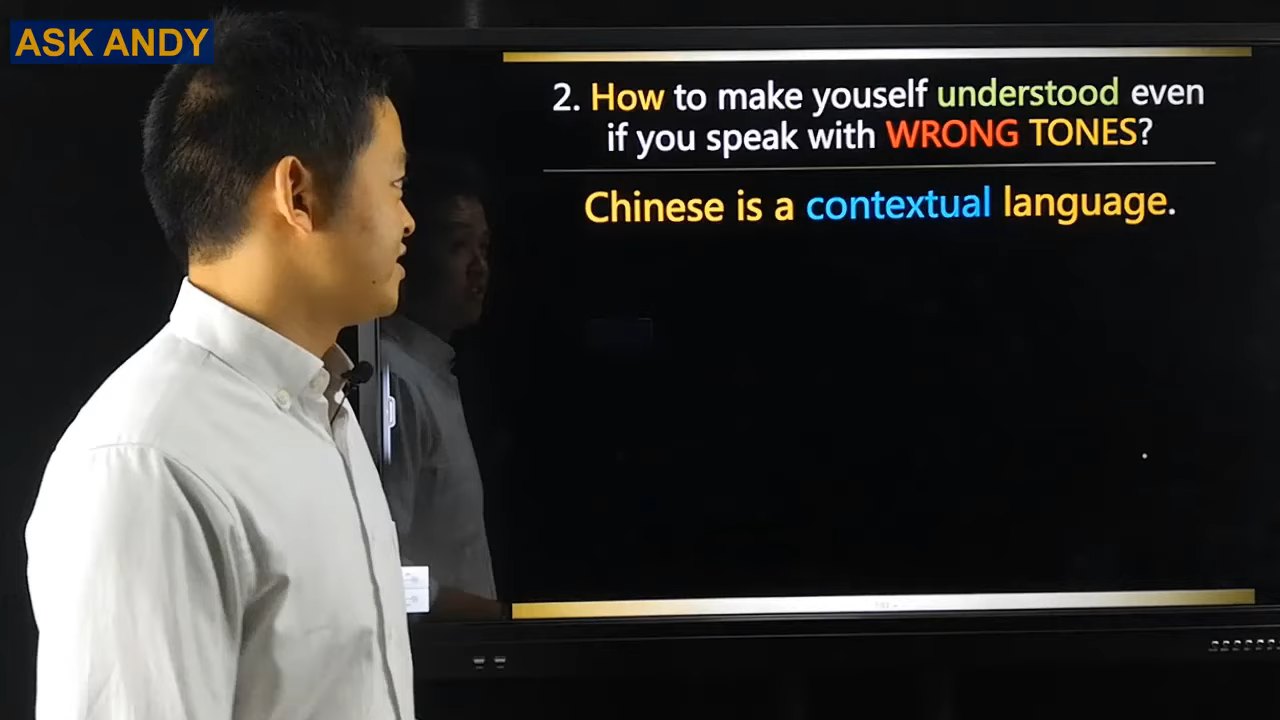 ASK ANDY
2. How to make youself understood even
if you speak with WRONG TONES?
Chinese is a contextual language.